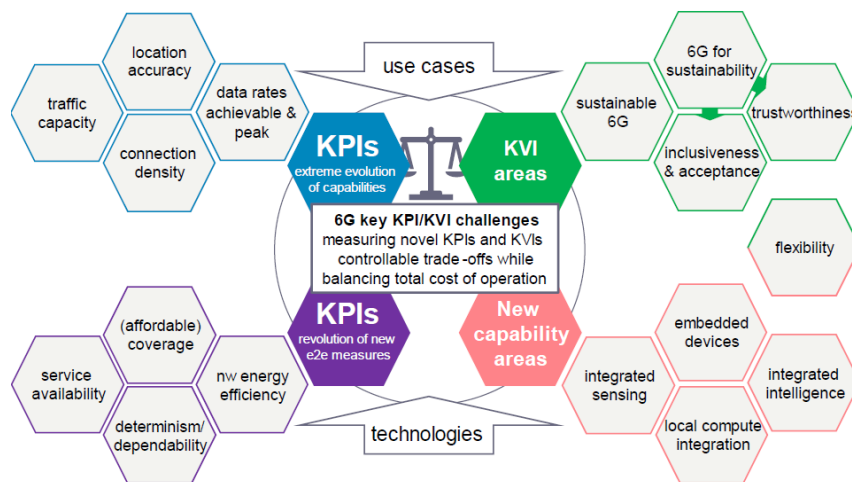 location
accuracy
traffic
capacity
data rates
achievable &
peak
connection
density
use cases
6G for
sustainability
sustainable
6G
trustworthiness
inclusiveness
& acceptance
KPIs
extreme evolution
of capabilities
KVI
areas
6G key KPI/KVI challenges
measuring novel KPIs and KVIs
controllable trade-offs while
balancing total cost of operation
flexibility
KPIs
revolution of new
e2e measures
New
capability
areas
(affordable)
coverage
service
availability
nw energy
efficiency
determinism/
dependability
technologies
embedded
devices
integrated
sensing
integrated
intelligence
local compute
integration